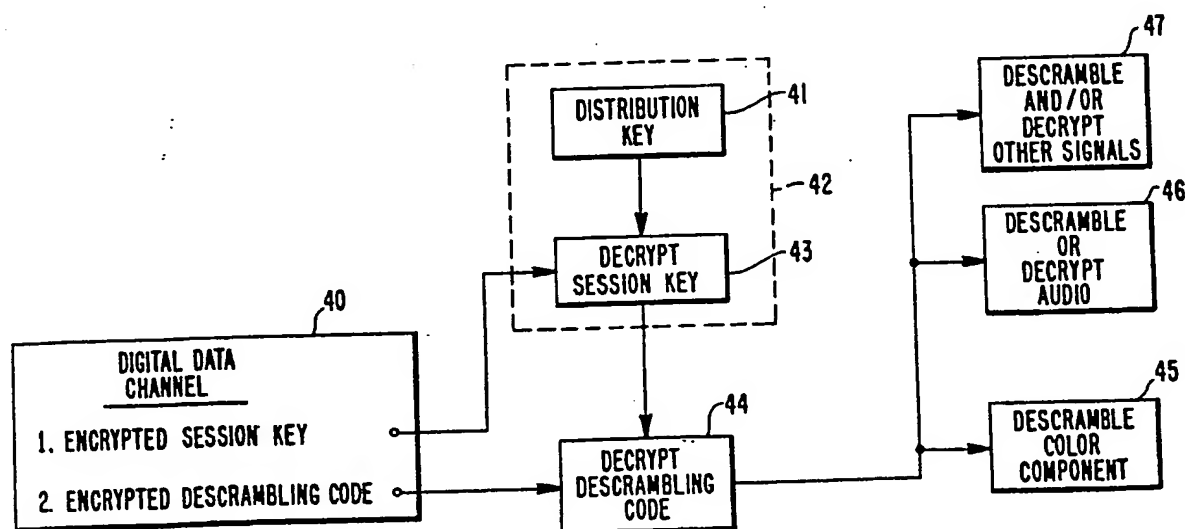 47
DESCRAMBLE
AND/OR
DECRYPT
OTHER SIGNALS
DISTRIBUTION
KEY
41
42
46
DESCRAMBLE
OR
DECRYPT
AUDIO
DECRYPT
SESSION KEY
43
40
DIGITAL DATA
CHANNEL
1. ENCRYPTED SESSION KEY
2. ENCRYPTED DESCRAMBLING CODE
44
DECRYPT
DESCRAMBLING
CODE
45
DESCRAMBLE
COLOR
COMPONENT